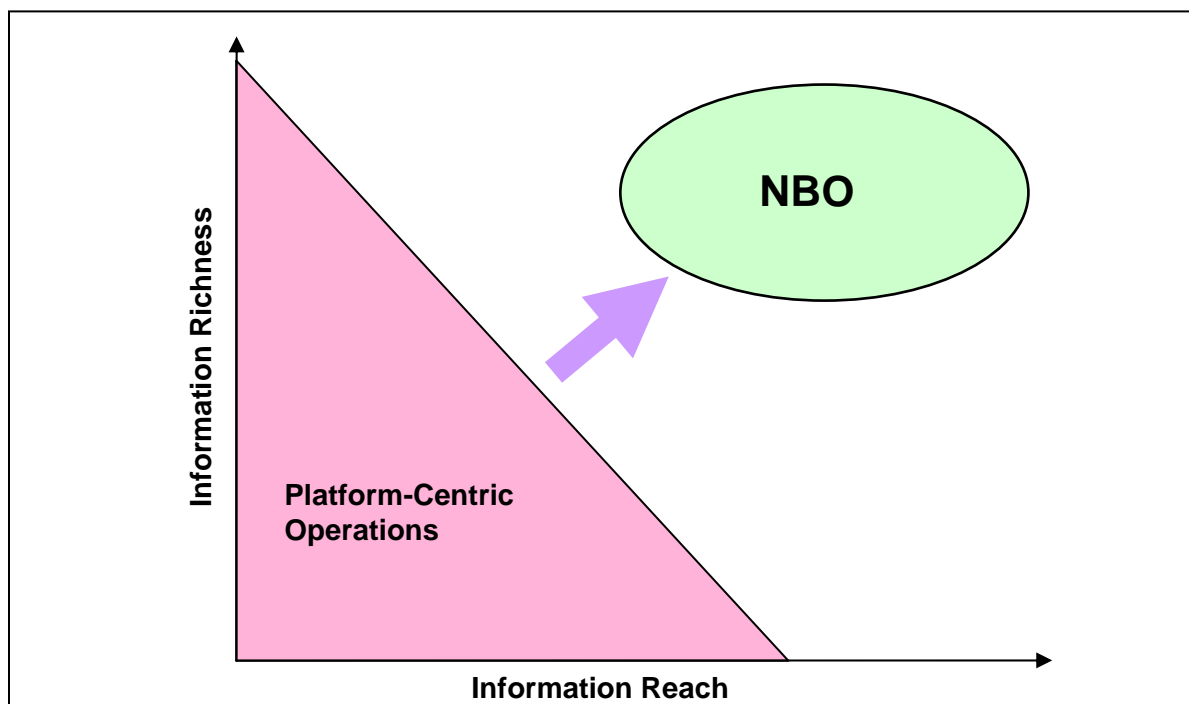 NBO
Information Richness
Platform-Centric
Operations
Information Reach